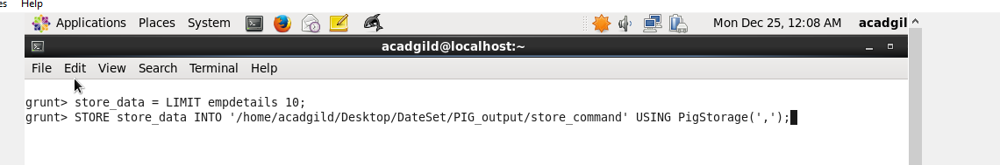 es Help
Applications Places System Mon Dec 25, 12:08 AM acadgil
acadgild@localhost:~
File Edit View Search Terminal Help
grunt> store_data = LIMIT empdetails 10;
grunt> STORE store_data INTO '/home/acadgild/Desktop/DateSet/PIG_output/store_command' USING PigStorage(',');